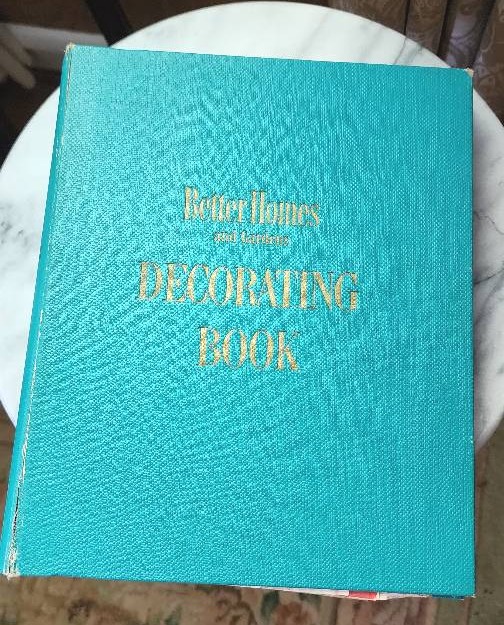 Better Homes
and Gardens
DECORATING
BOOK